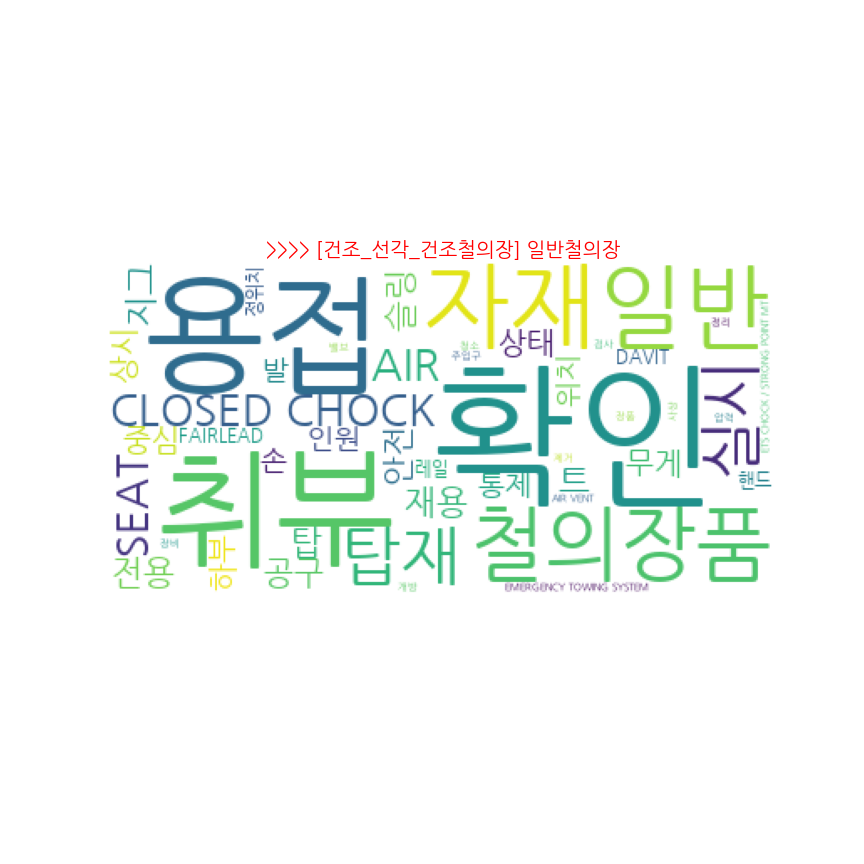 >>>> [건조_선각_건조철의장] 일반철의장
지그
정위치
슬링
용접
자재
일반
상시
밸브
발
AIR
청소
주입구
상태
위치
검사
DAVIT
정리
ETS CHOCK / STRONG POINT MT
CLOSED CHOCK
확인
실시
압력
중심
FAIRLEAD
인원
손
안전
레일
제거
무게
핸드
SEAT
취부
재용
통제
트
AIR VENT
철의장품
장비
전용
하부
공구
탑
탑재
개방
EMERGENCY TOWING SYSTEM